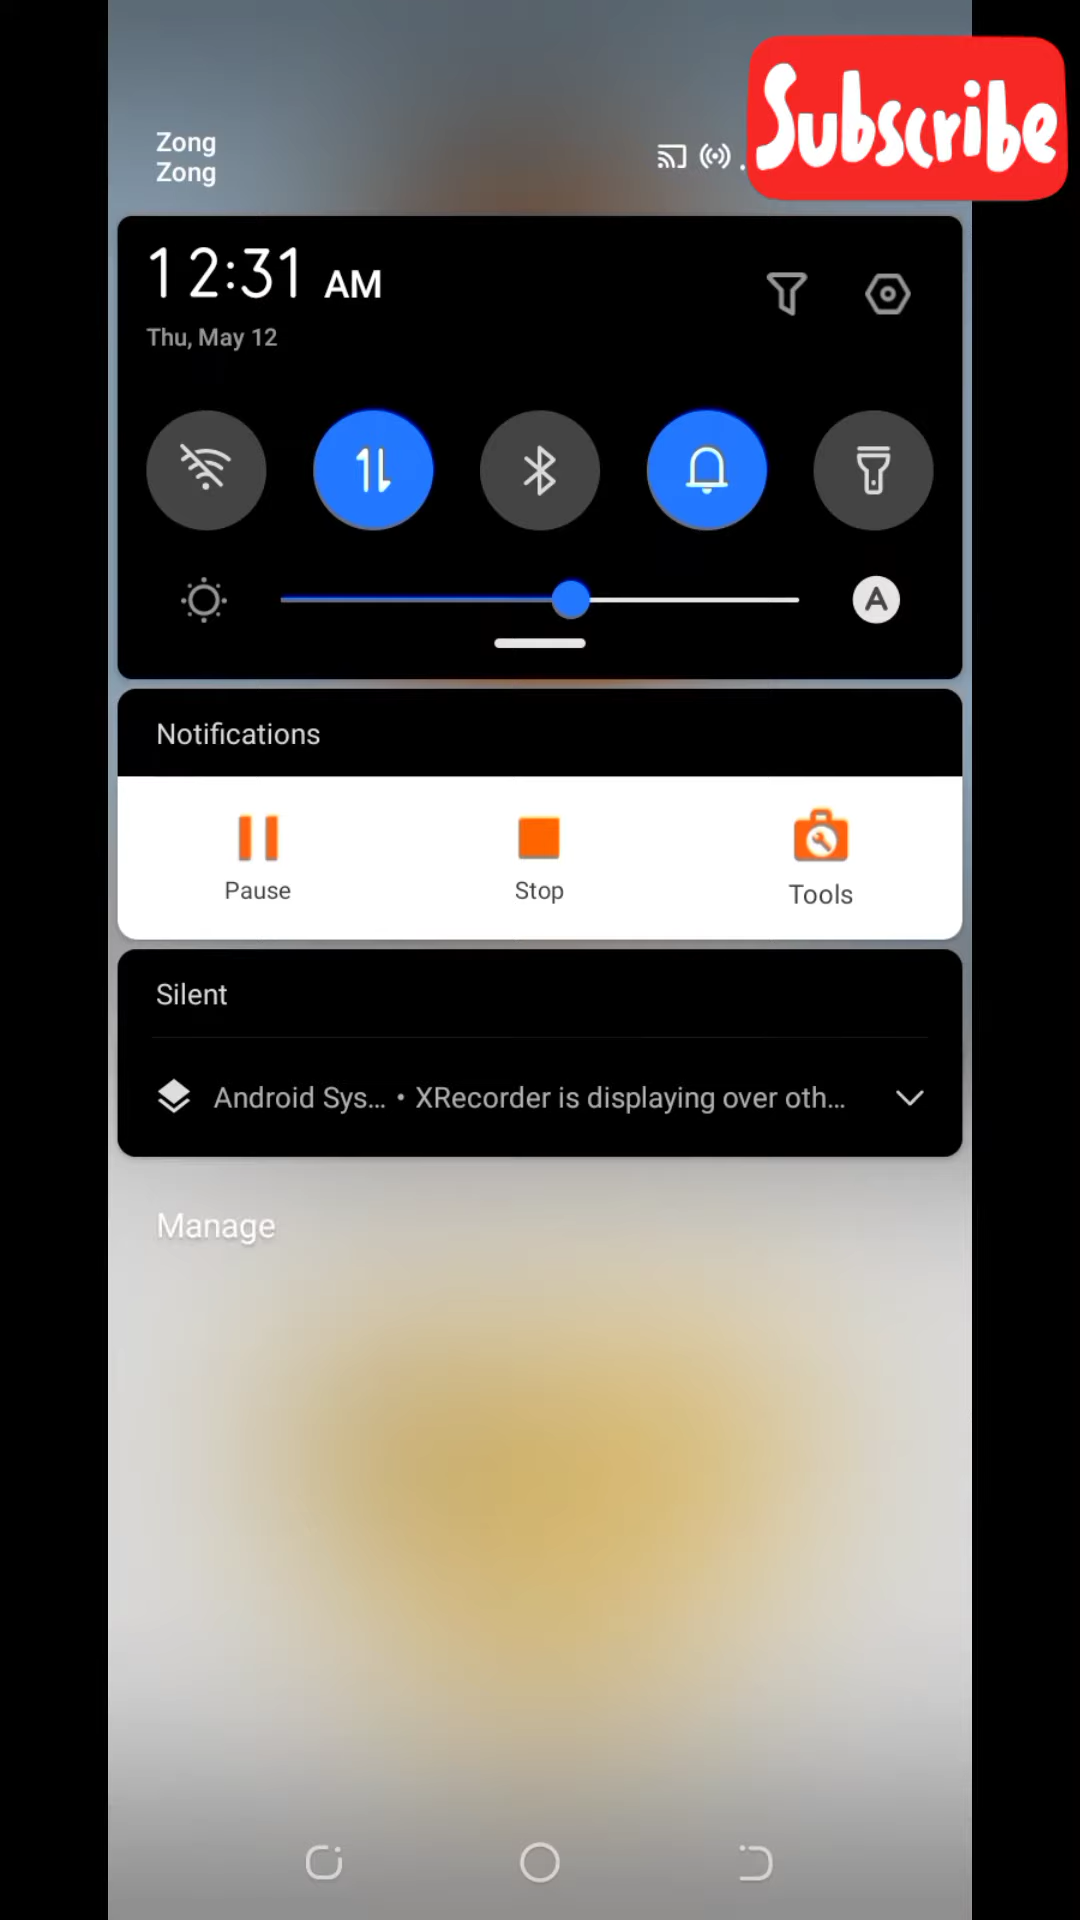 Subscribe
Zong
Zong
12:31 AM
Thu, May 12
A
Notifications
Pause
Stop
Tools
Silent
Android Sys... • XRecorder is displaying over oth...
Manage